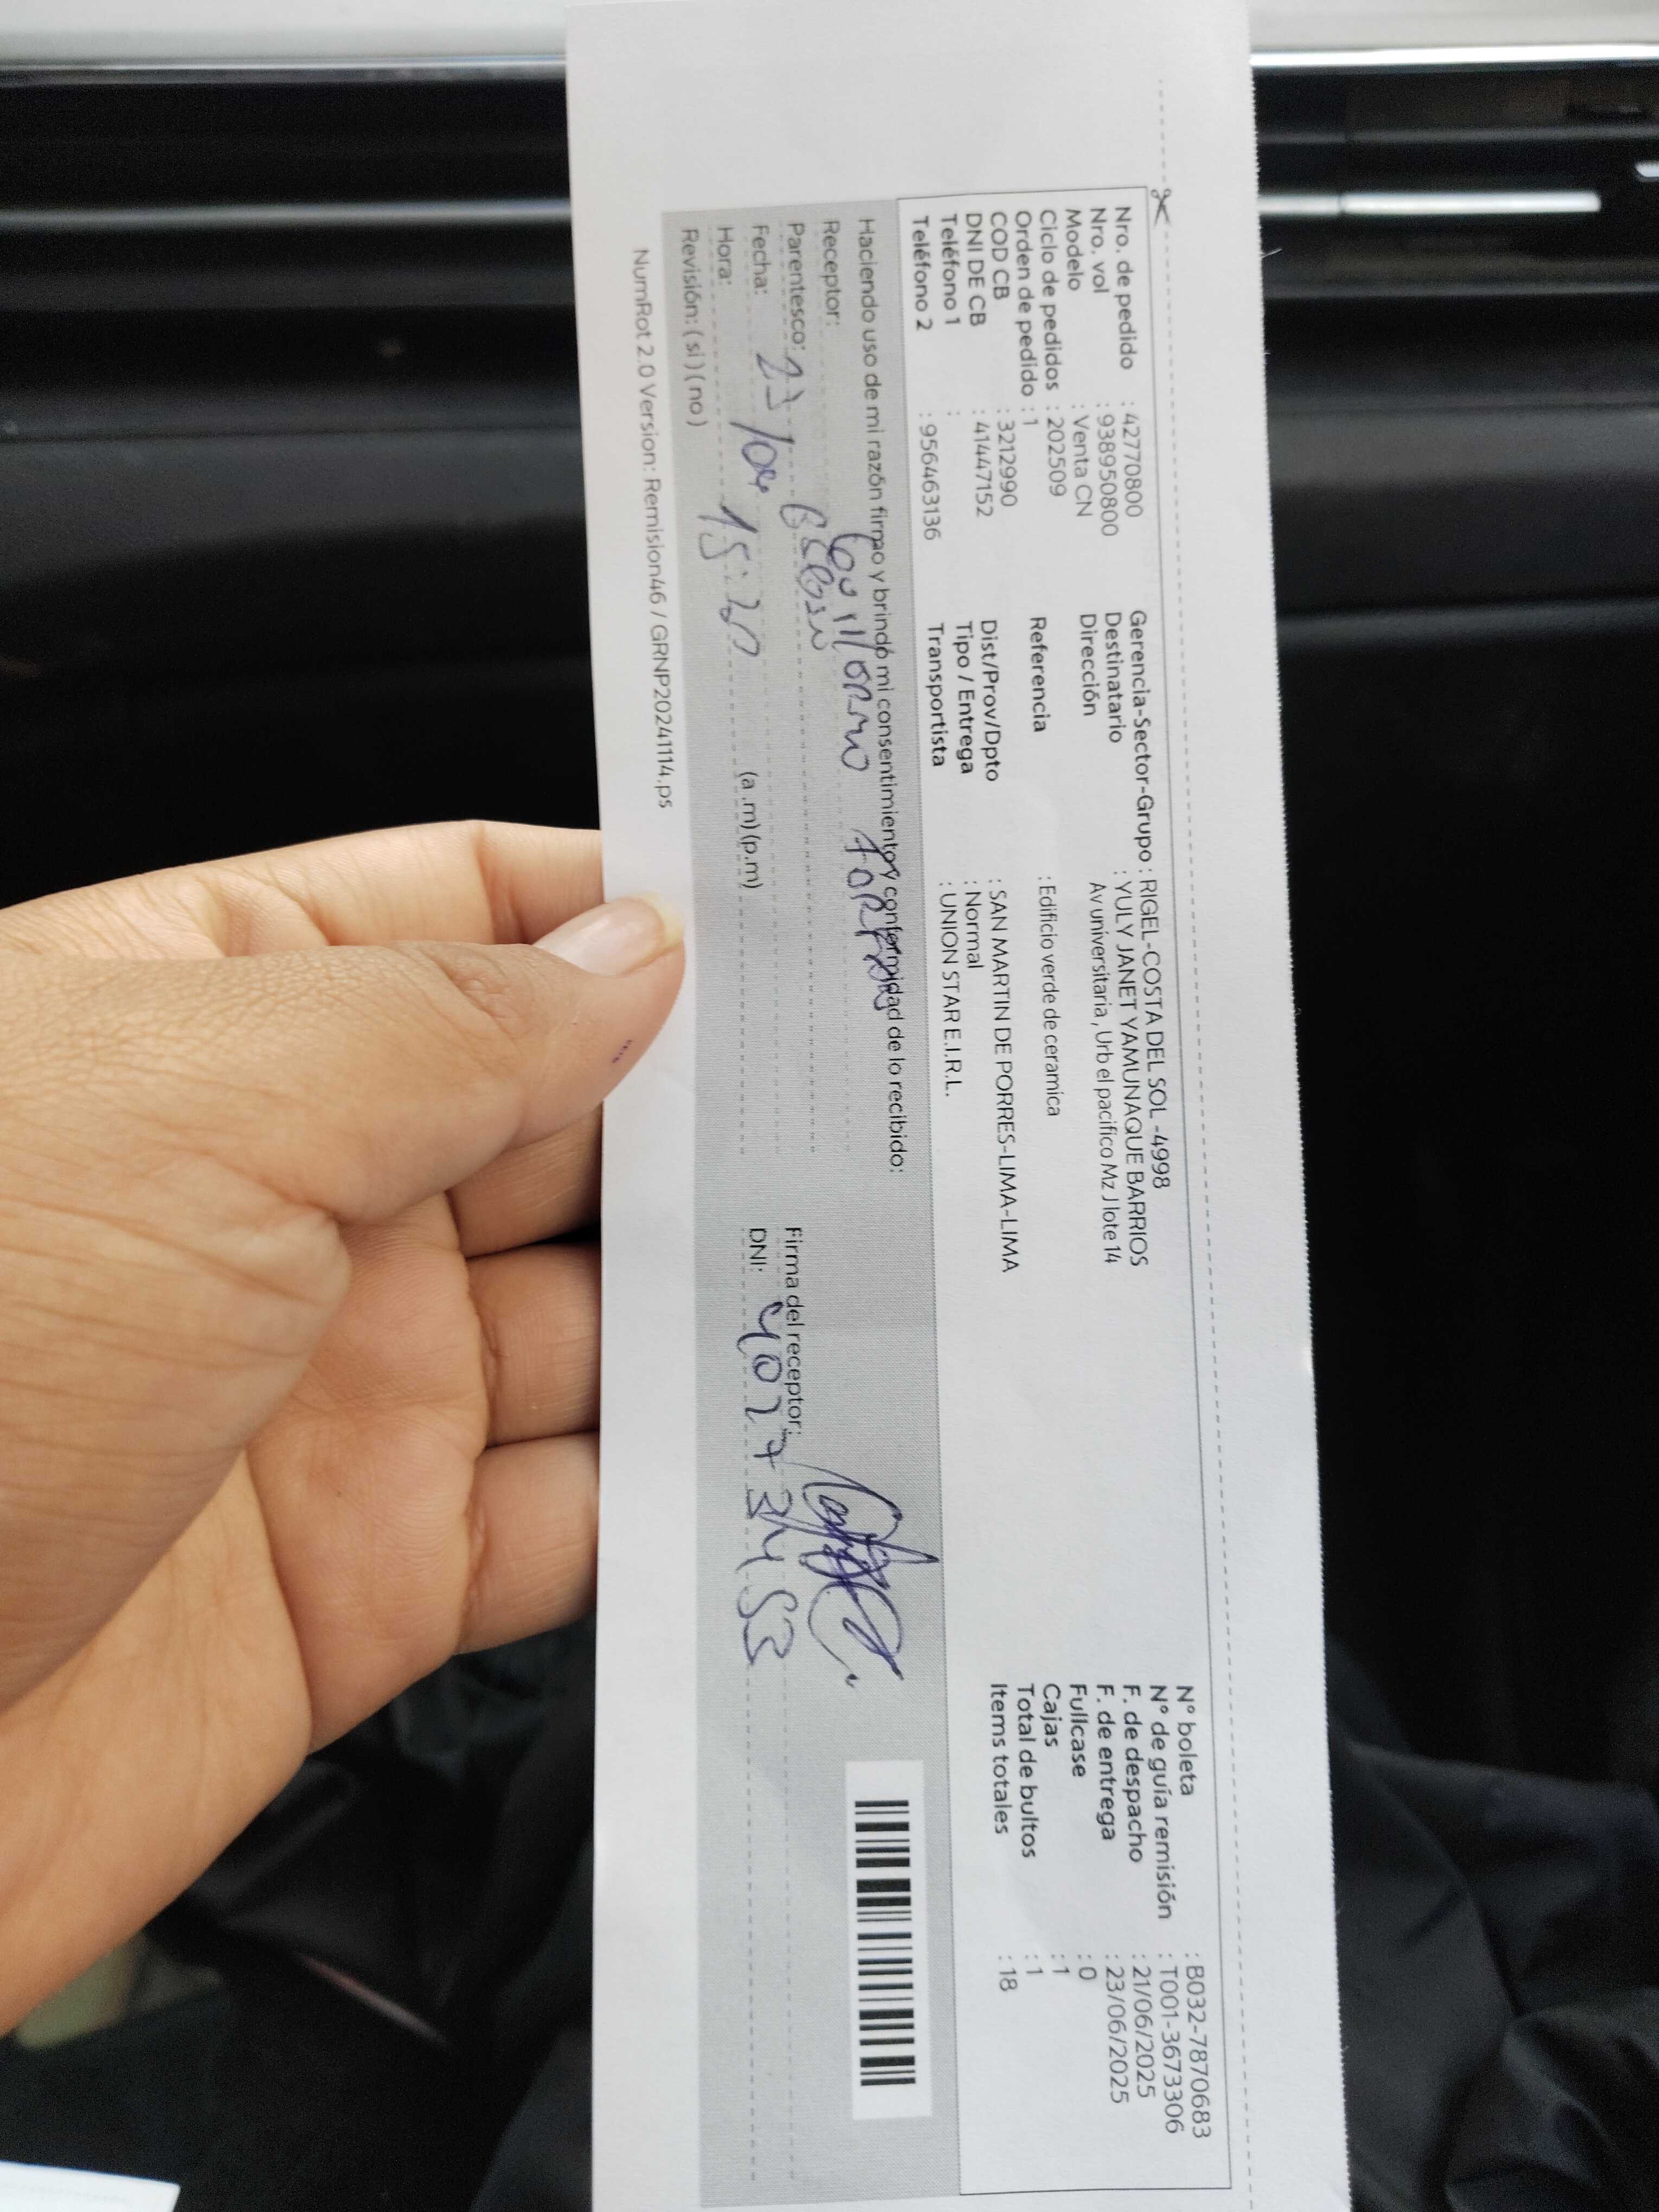 Nro. de pedido : 42770800
Nro. vol : 938950800
Modelo : Venta CN
Ciclo de pedidos : 202509
Orden de pedido : 1
COD CB : 3212990
DNI DE CB : 41447152
Teléfono 1 :
Teléfono 2 : 956463136
Gerencia-Sector-Grupo : RIGEL-COSTA DEL SOL -4998
Destinatario : YULY JANET YAMUNAQUE BARRIOS
Dirección Av universitaria , Urb el pacifico Mz J lote 14
Referencia : Edificio verde de ceramica
Dist/Prov/Dpto : SAN MARTIN DE PORRES-LIMA-LIMA
Tipo / Entrega : Normal
Transportista : UNION STAR E.I.R.L.
N° boleta : B032-7870683
N° de guía remisión : T001-3673306
F. de despacho : 21/06/2025
F. de entrega : 23/06/2025
Fullcase : 0
Cajas : 1
Total de bultos : 1
Items totales : 18
Haciendo uso de mi razón firmo y brindo mi consentimiento y conformidad de lo recibido:
Receptor:
Parentesco:
Fecha: 23/04
Hora: 15:20 (a.m) (p.m)
Revisión: ( si ) ( no )
Firma del receptor:
DNI:
NumRot 2.0 Version: Remision46 / GRNP20241114.ps